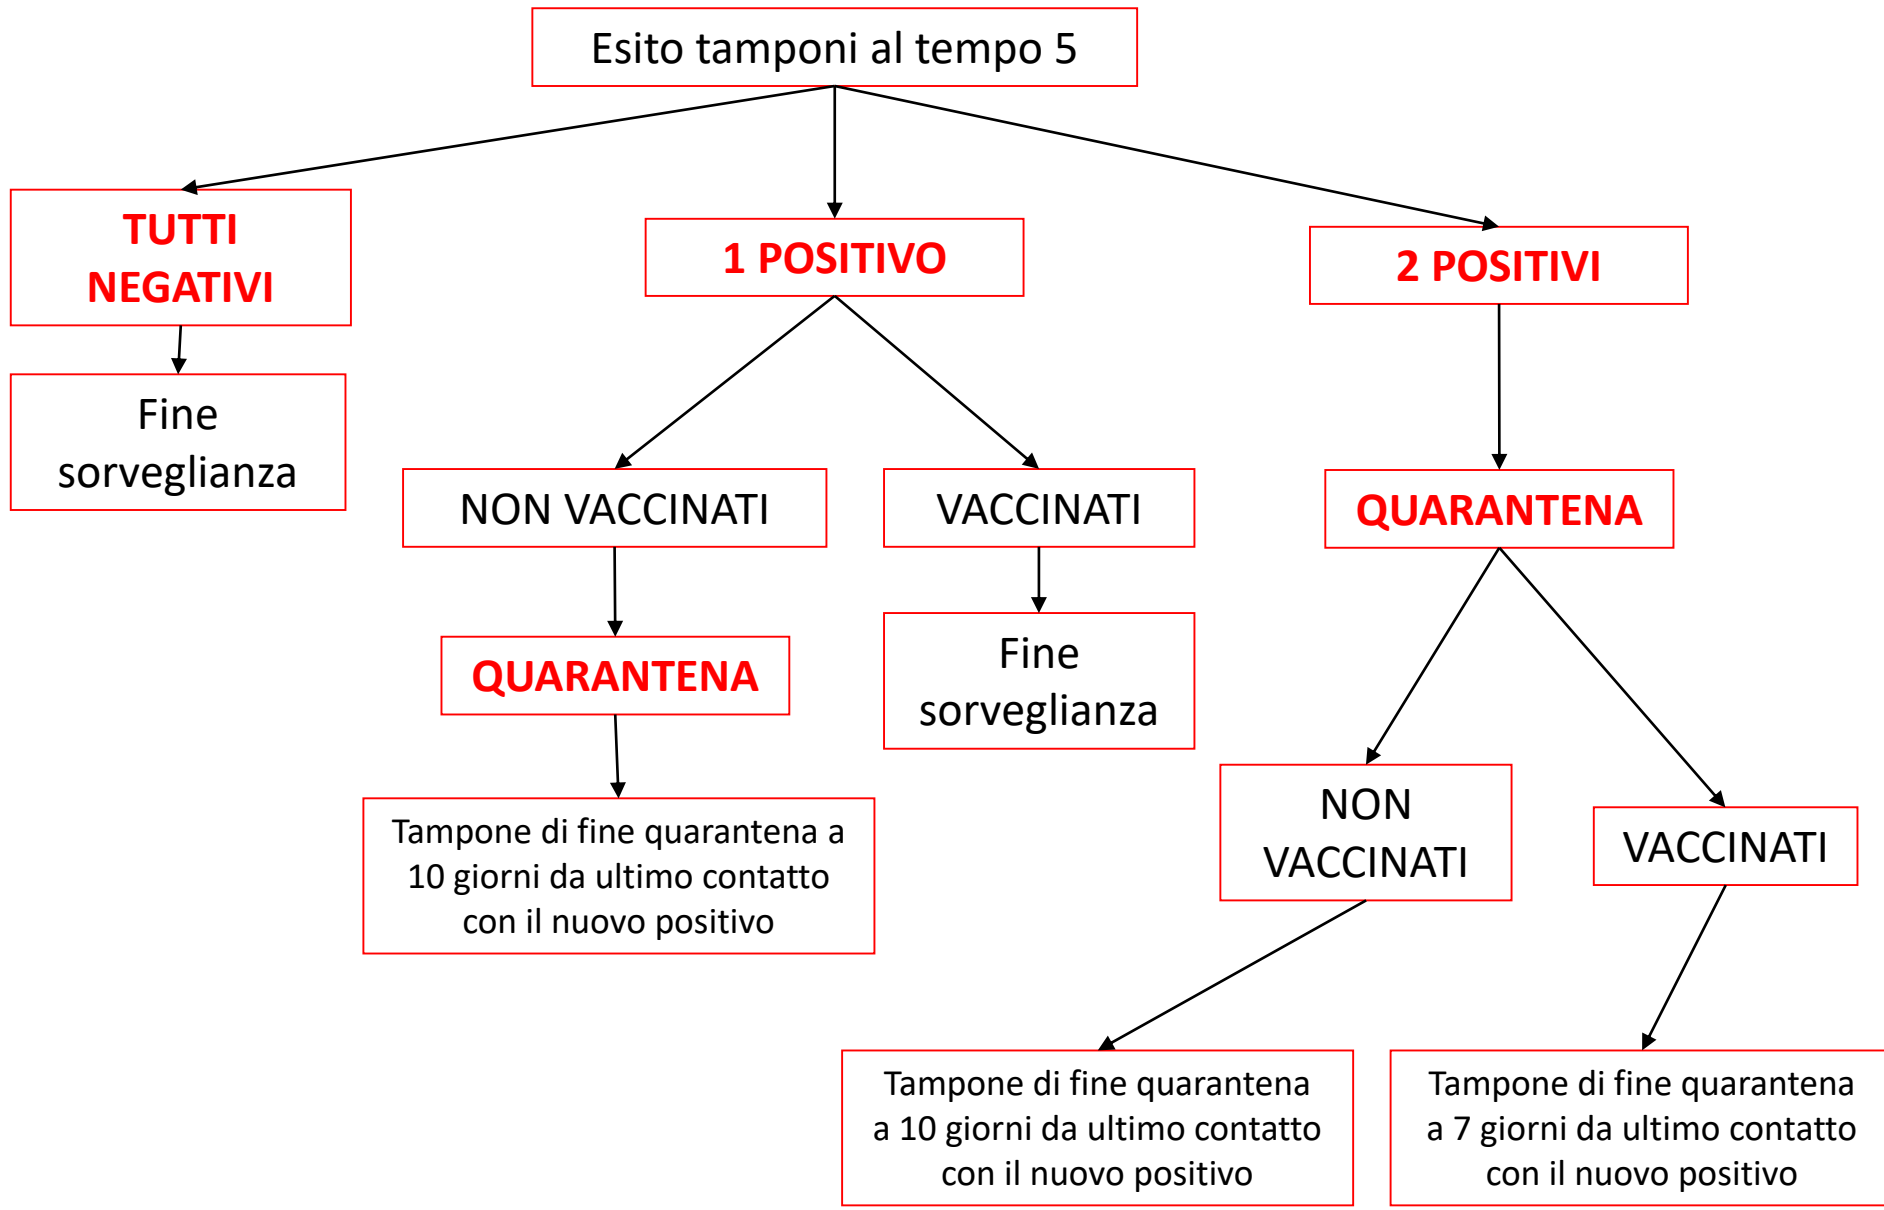 Esito tamponi al tempo 5
TUTTI
NEGATIVI
1 POSITIVO
2 POSITIVI
Fine
sorveglianza
NON VACCINATI
VACCINATI
QUARANTENA
QUARANTENA
Fine
sorveglianza
Tampone di fine quarantena a
10 giorni da ultimo contatto
con il nuovo positivo
NON
VACCINATI
VACCINATI
Tampone di fine quarantena
a 10 giorni da ultimo contatto
con il nuovo positivo
Tampone di fine quarantena
a 7 giorni da ultimo contatto
con il nuovo positivo